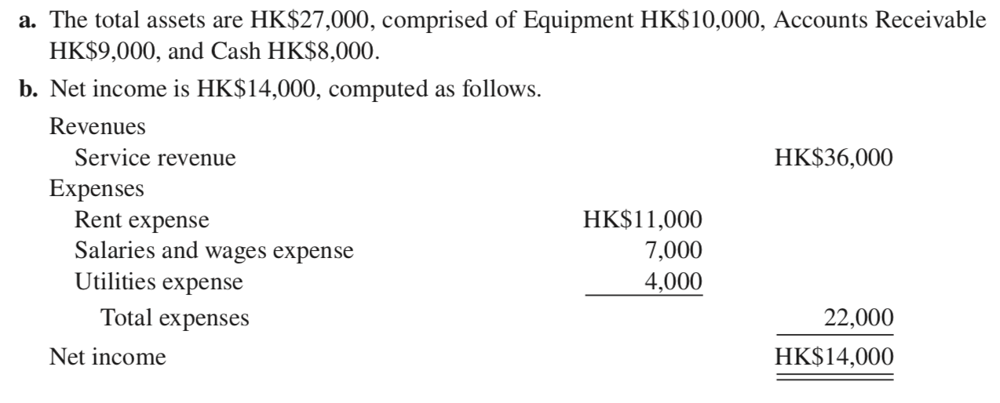 a. The total assets are HK$27,000, comprised of Equipment HK$10,000, Accounts Receivable
HK$9,000, and Cash HK$8,000.
b. Net income is HK$14,000, computed as follows.
Revenues
Service revenue HK$36,000
Expenses
Rent expense HK$11,000
Salaries and wages expense 7,000
Utilities expense 4,000
Total expenses 22,000
Net income HK$14,000